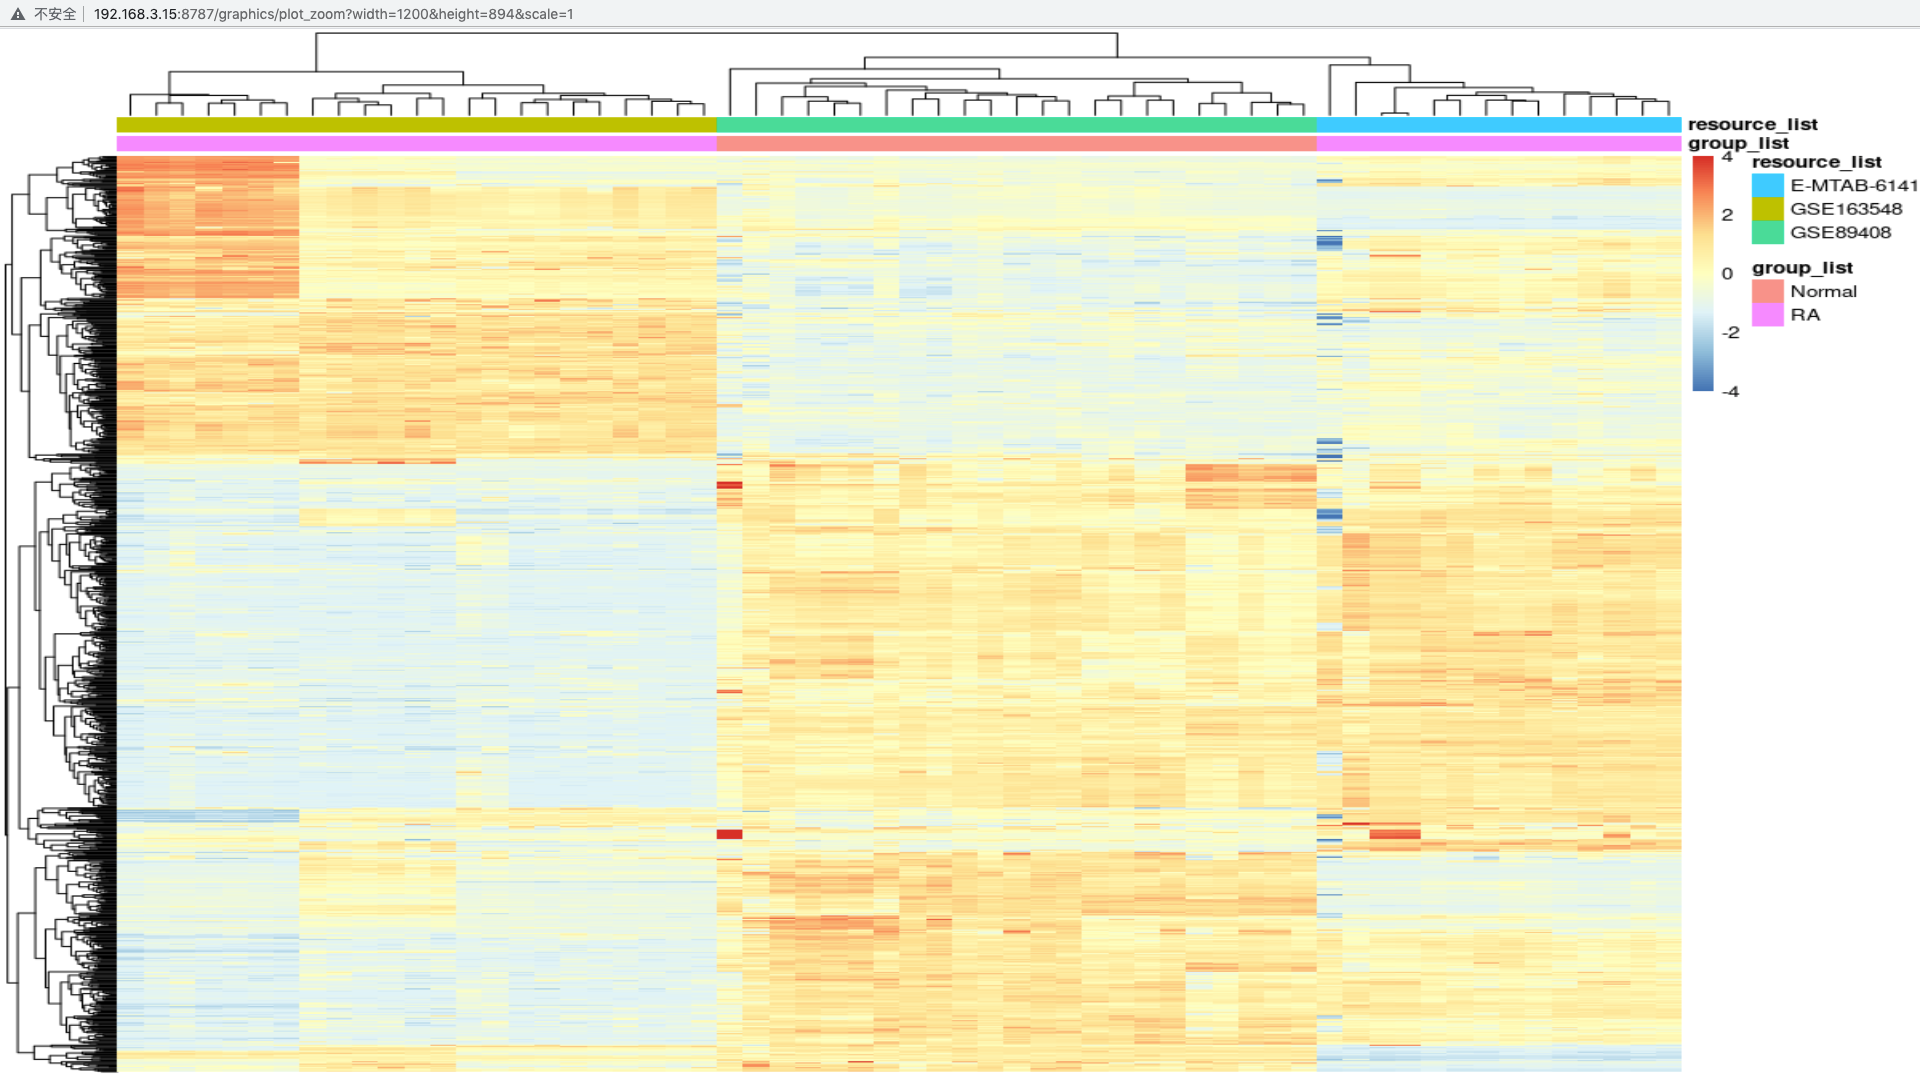 不安全 192.168.3.15:8787/graphics/plot_zoom?width=1200&height=894&scale=1
resource_list
group_list
4
2
0
-2
-4
resource_list
E-MTAB-6141
GSE163548
GSE89408
group_list
Normal
RA